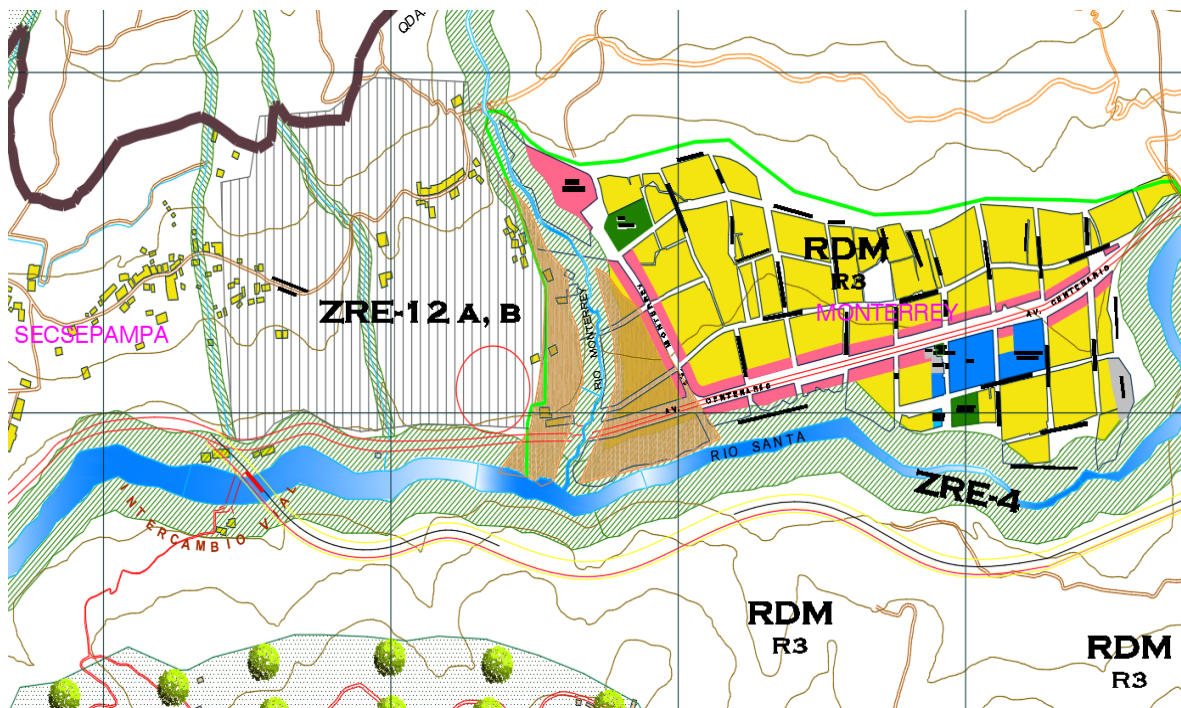 QDA.
RDM
R3
ZRE-12 A, B
MONTERREY
SECSEPAMPA
RIO MONTERREY
AV. MONTERREY
AV. CENTENARIO
AV. CENTENARIO
RIO SANTA
ZRE-4
INTERCAMBIO VIAL
RDM
R3
RDM
R3